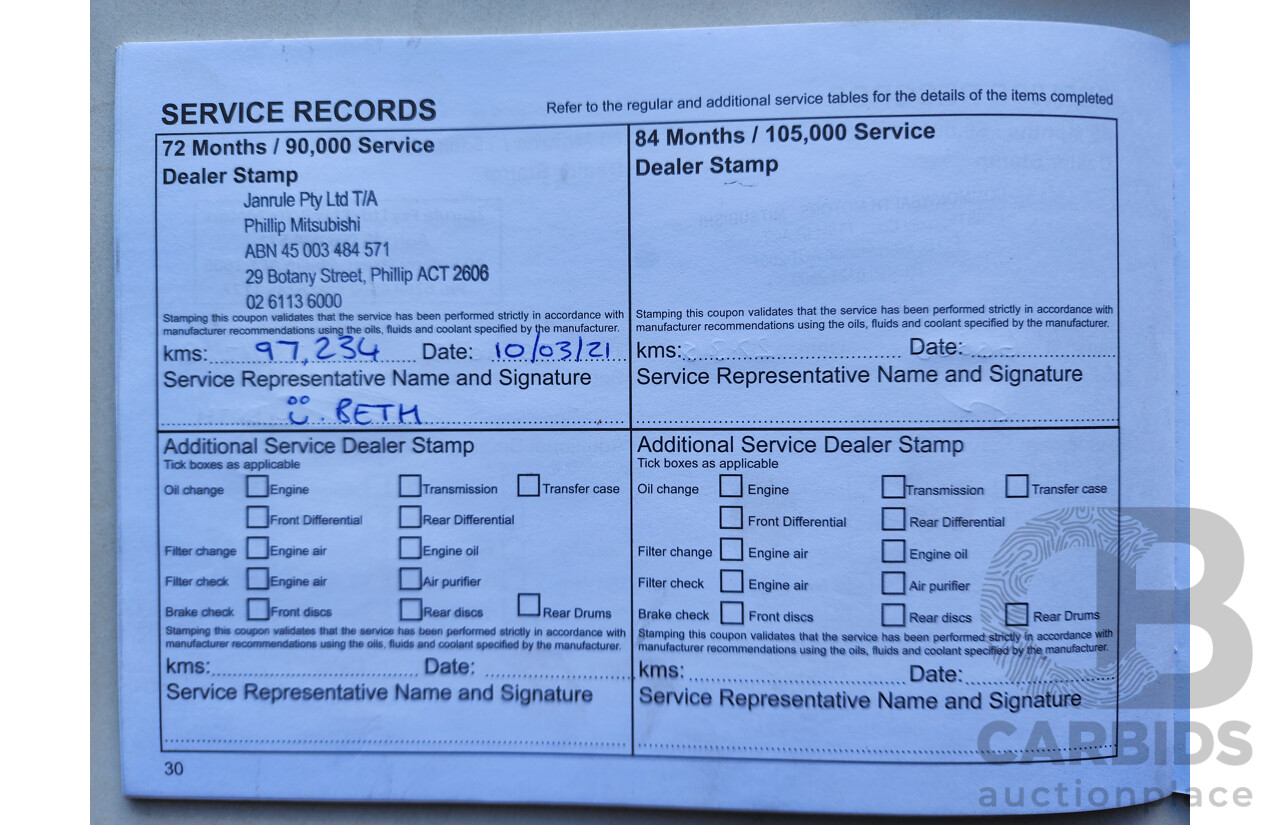 SERVICE RECORDS
Refer to the regular and additional service tables for the details of the items completed
72 Months / 90,000 Service
Dealer Stamp
Janrule Pty Ltd T/A
Phillip Mitsubishi
ABN 45 003 484 571
29 Botany Street, Phillip ACT 2606
02 6113 6000
Stamping this coupon validates that the service has been performed strictly in accordance with
manufacturer recommendations using the oils, fluids and coolant specified by the manufacturer.
kms: 97,234 Date: 10/03/21
Service Representative Name and Signature
BETH
84 Months / 105,000 Service
Dealer Stamp
Stamping this coupon validates that the service has been performed strictly in accordance with
manufacturer recommendations using the oils, fluids and coolant specified by the manufacturer.
kms: Date:
Service Representative Name and Signature
Additional Service Dealer Stamp
Tick boxes as applicable
Oil change Engine Transmission Transfer case
Front Differential Rear Differential
Filter change Engine air Engine oil
Filter check Engine air Air purifier
Brake check Front discs Rear discs Rear Drums
Stamping this coupon validates that the service has been performed strictly in accordance with
manufacturer recommendations using the oils, fluids and coolant specified by the manufacturer.
kms: Date:
Service Representative Name and Signature
Additional Service Dealer Stamp
Tick boxes as applicable
Oil change Engine Transmission Transfer case
Front Differential Rear Differential
Filter change Engine air Engine oil
Filter check Engine air Air purifier
Brake check Front discs Rear discs Rear Drums
Stamping this coupon validates that the service has been performed strictly in accordance with
manufacturer recommendations using the oils, fluids and coolant specified by the manufacturer.
kms: Date:
Service Representative Name and Signature
30
CB
CARBIDS
auctionplace